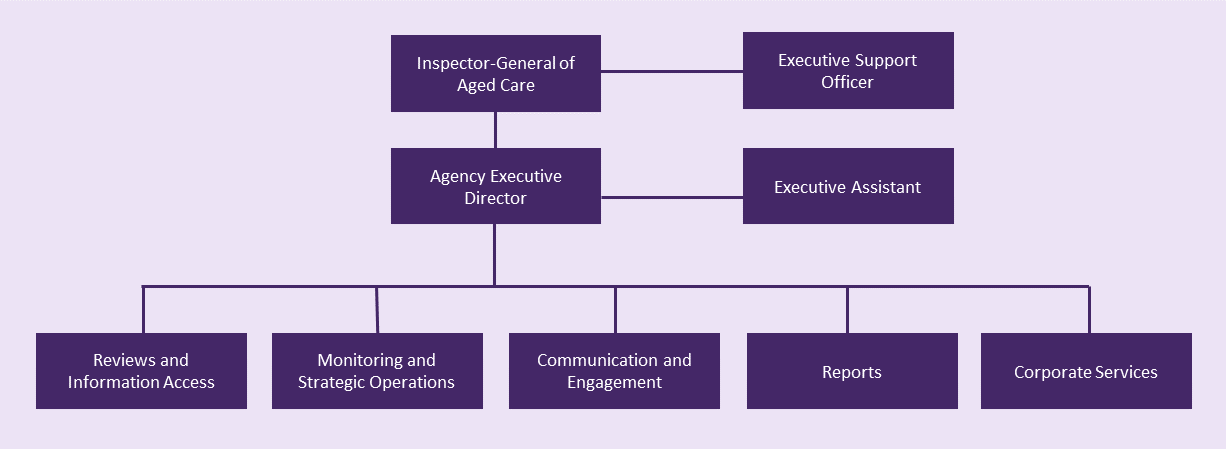 Inspector-General of
Aged Care
Executive Support
Officer
Agency Executive
Director
Executive Assistant
Reviews and
Information Access
Monitoring and
Strategic Operations
Communication and
Engagement
Reports
Corporate Services